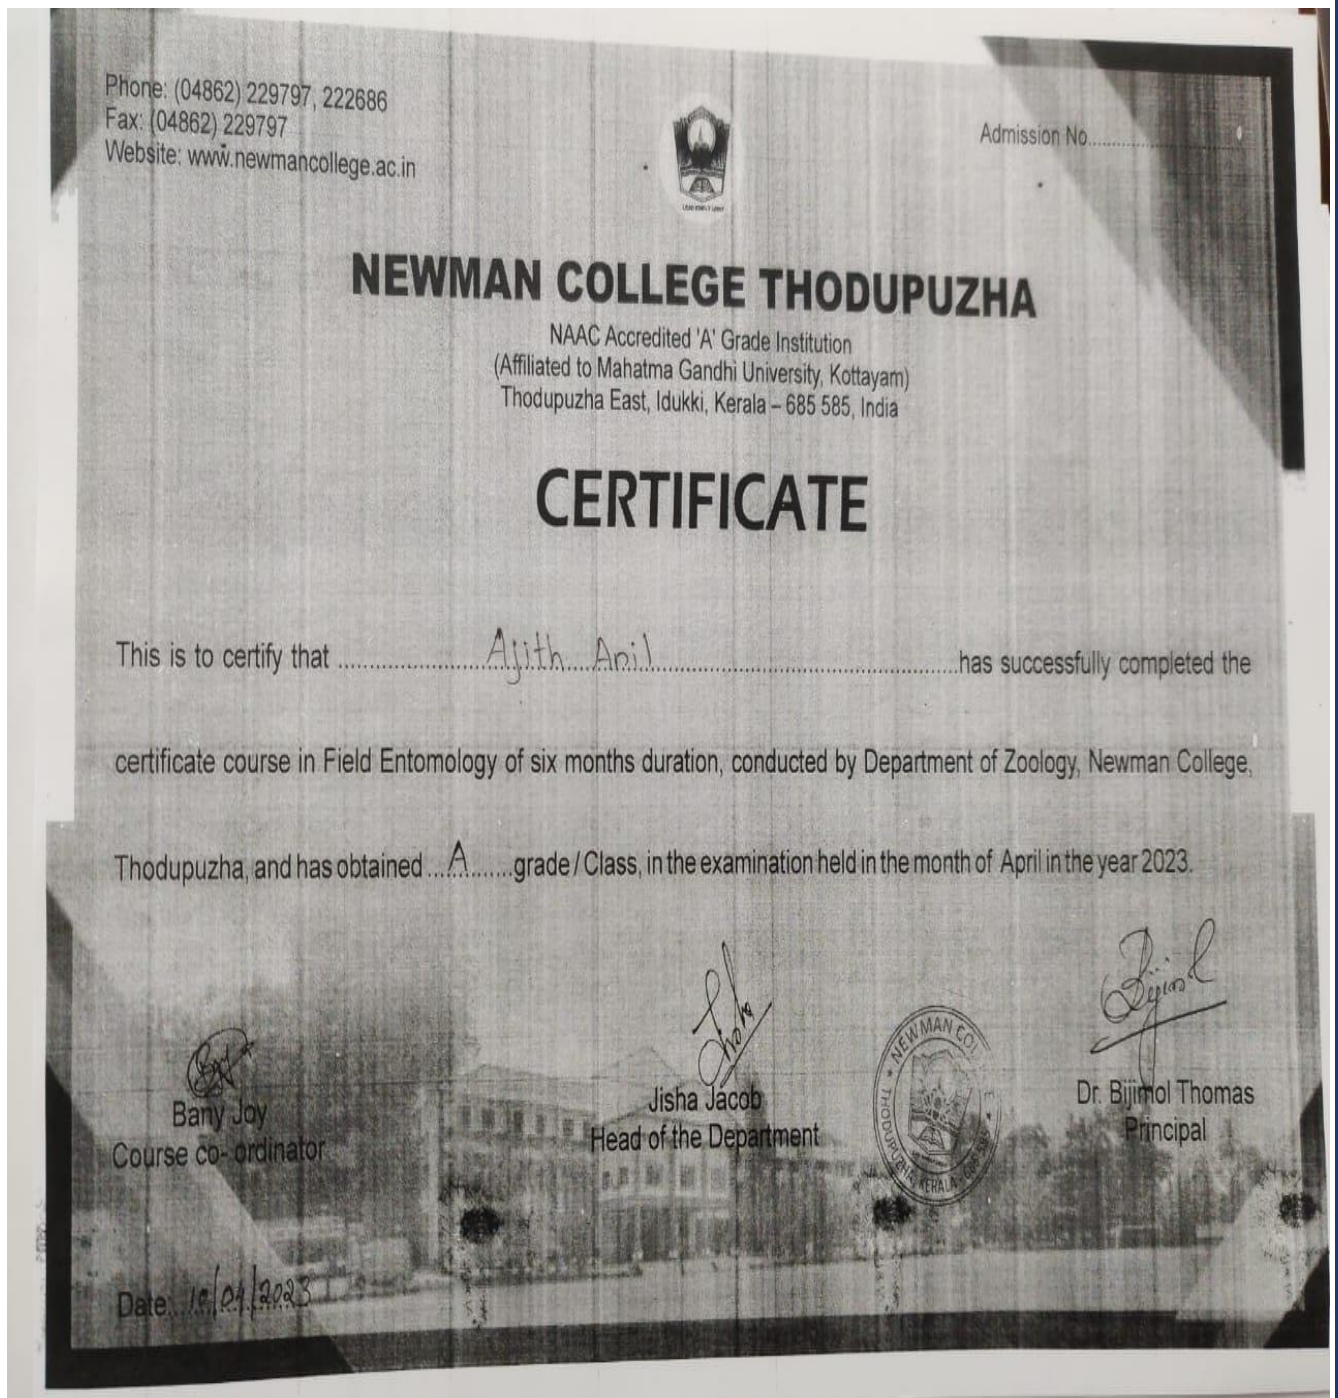 Phone: (04862) 229797, 222686
Fax: (04862) 229797
Website: www.newmancollege.ac.in
Admission No....................
NEWMAN COLLEGE THODUPUZHA
NAAC Accredited 'A' Grade Institution
(Affiliated to Mahatma Gandhi University, Kottayam)
Thodupuzha East, Idukki, Kerala – 685 585, India
CERTIFICATE
This is to certify that ........................Ajith Anil................................................has successfully completed the
certificate course in Field Entomology of six months duration, conducted by Department of Zoology, Newman College,
Thodupuzha, and has obtained ...A.......grade / Class, in the examination held in the month of April in the year 2023.
Jisha
Bijimol
NEWMAN COL
THODUPUZHA, KERALA
Bany Joy
Course co- ordinator
Jisha Jacob
Head of the Department
Dr. Bijimol Thomas
Principal
Date: /04/2023